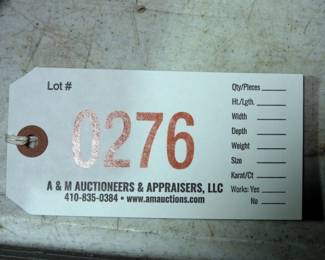 Lot #
0276
Qty/Pieces
Ht./Lgth.
Width
Depth
Weight
Size
Karat/Ct
Works: Yes
No
A & M AUCTIONEERS & APPRAISERS, LLC
410-835-0384 • www.amauctions.com